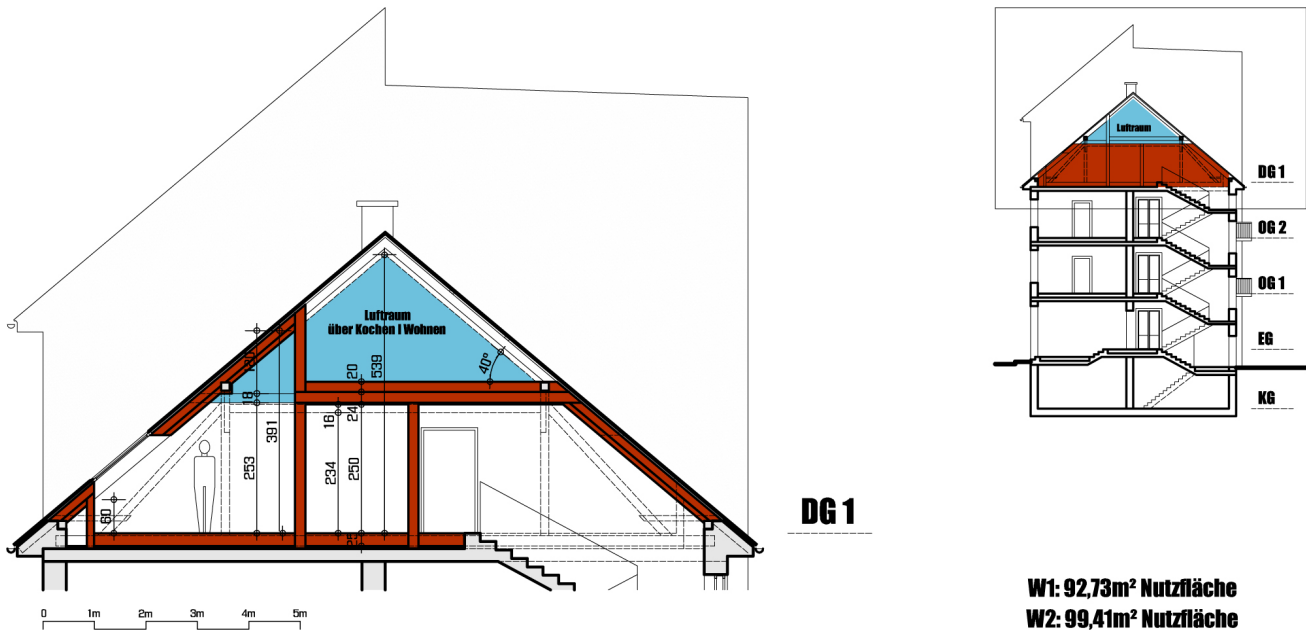 Luftraum
über Kochen I Wohnen
539
40°
20
18
391
253
16
24
234
250
60
DG 1
0 1m 2m 3m 4m 5m
Luftraum
DG 1
OG 2
OG 1
EG
KG
W1: 92,73m² Nutzfläche
W2: 99,41m² Nutzfläche